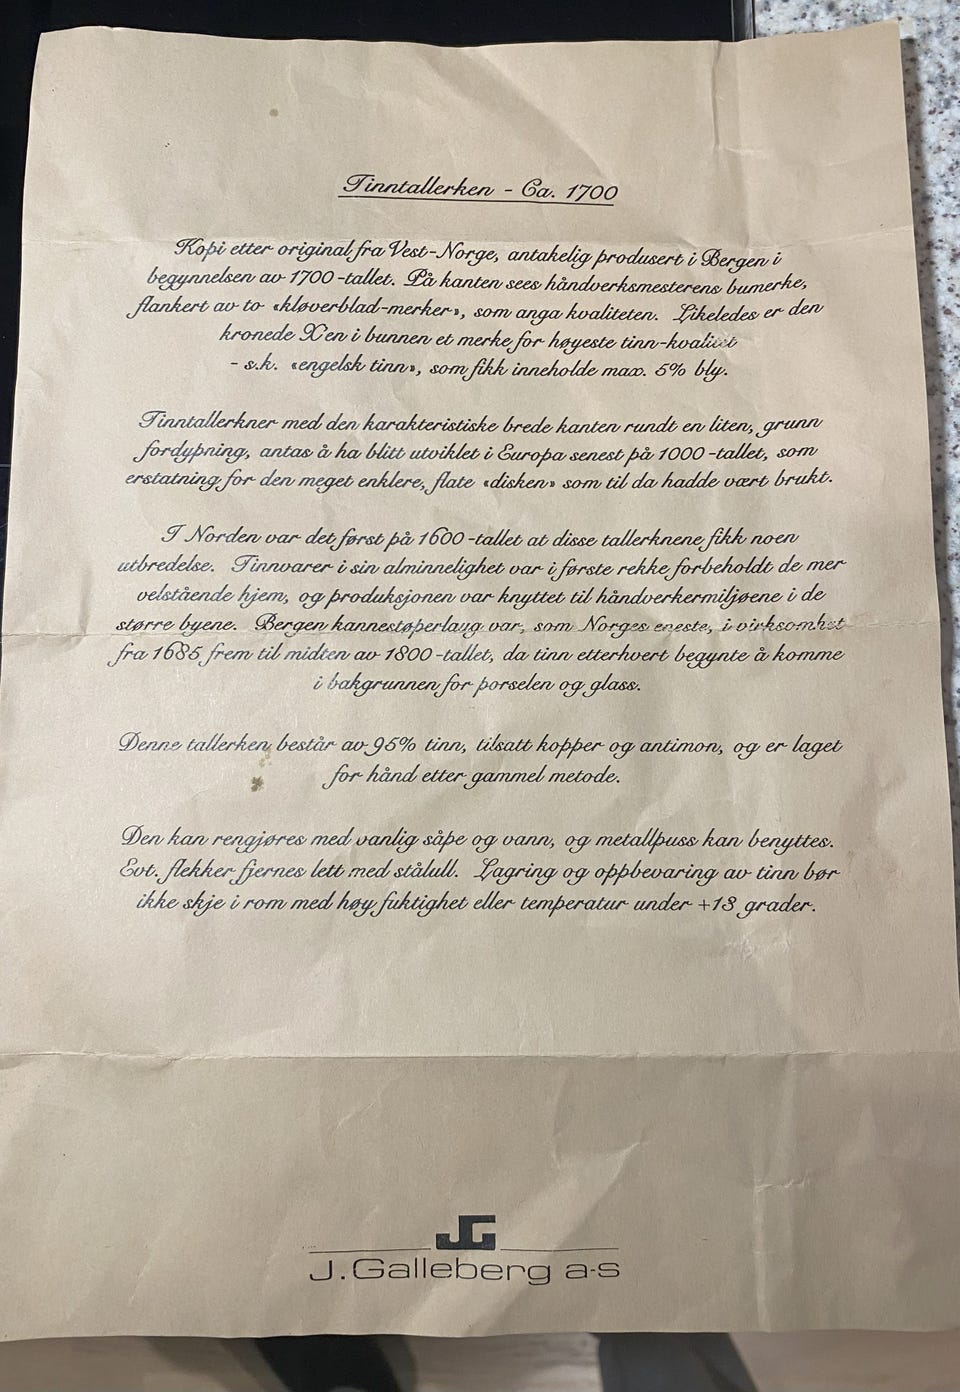 Tinntallerken - Ca. 1700
Kopi etter original fra Vest-Norge, antakelig produsert i Bergen i
begynnelsen av 1700-tallet. På kanten sees håndverksmesterens bumerke,
flankert av to «kløverblad-merker», som anga kvaliteten. Likeledes er den
kronede X'en i bunnen et merke for høyeste tinn-kvalitet
- s.k. «engelsk tinn», som fikk inneholde max. 5% bly.
Tinntallerkner med den karakteristiske brede kanten rundt en liten, grunn
fordypning, antas å ha blitt utviklet i Europa senest på 1000-tallet, som
erstatning for den meget enklere, flate «disken» som til da hadde vært brukt.
I Norden var det først på 1600-tallet at disse tallerknene fikk noen
utbredelse. Tinnvarer i sin alminnelighet var i første rekke forbeholdt de mer
velstående hjem, og produksjonen var knyttet til håndverkermiljøene i de
større byene. Bergen kannestøperlaug var, som Norges eneste, i virksomhet
fra 1685 frem til midten av 1800-tallet, da tinn etterhvert begynte å komme
i bakgrunnen for porselen og glass.
Denne tallerken består av 95% tinn, tilsatt kopper og antimon, og er laget
for hånd etter gammel metode.
Den kan rengjøres med vanlig såpe og vann, og metallpuss kan benyttes.
Evt. flekker fjernes lett med stålull. Lagring og oppbevaring av tinn bør
ikke skje i rom med høy fuktighet eller temperatur under +13 grader.
JG
J.Galleberg a-s